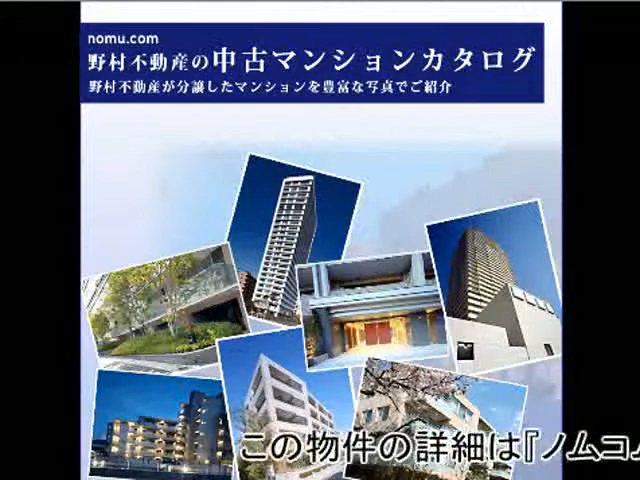 nomu.com
野村不動産の中古マンションカタログ
野村不動産が分譲したマンションを豊富な写真でご紹介
この物件の詳細は『ノムコム